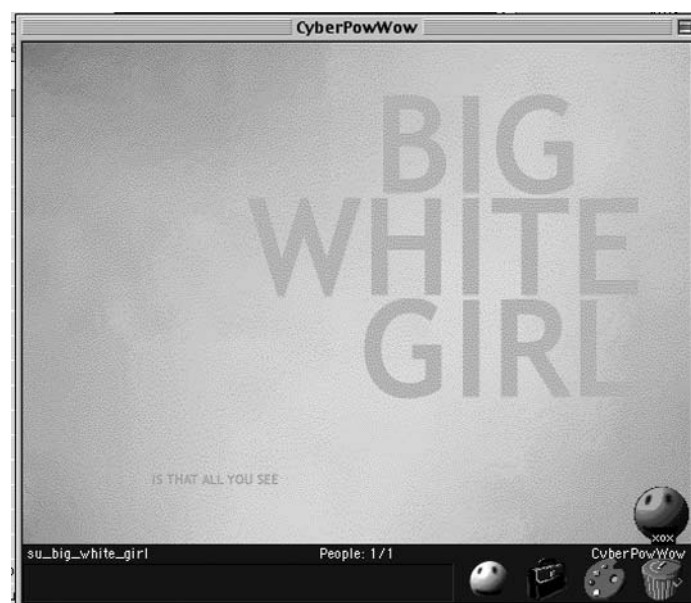 CyberPowWow
BIG
WHITE
GIRL
IS THAT ALL YOU SEE
xox
su_big_white_girl People: 1/1 CyberPowWow